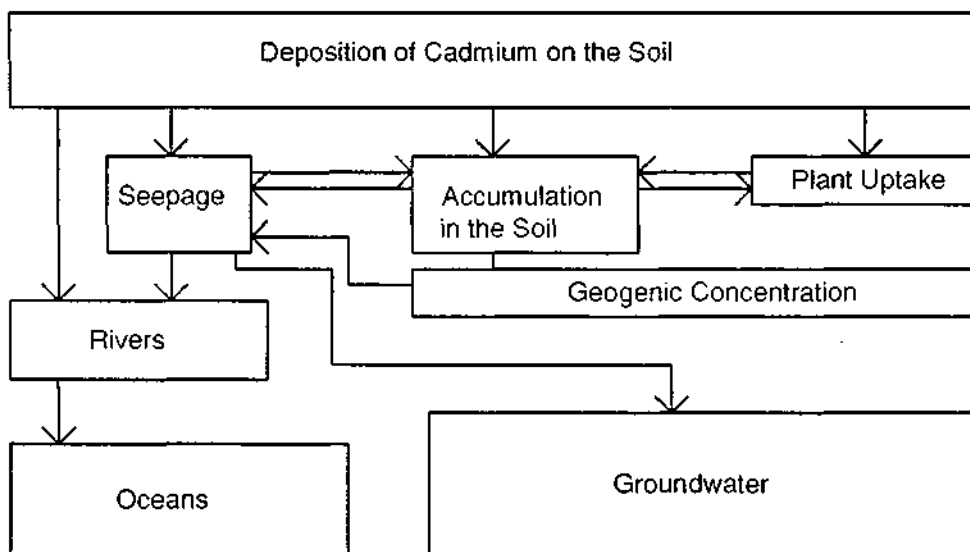 Deposition of Cadmium on the Soil
Seepage
Accumulation
in the Soil
Plant Uptake
Geogenic Concentration
Rivers
Oceans
Groundwater